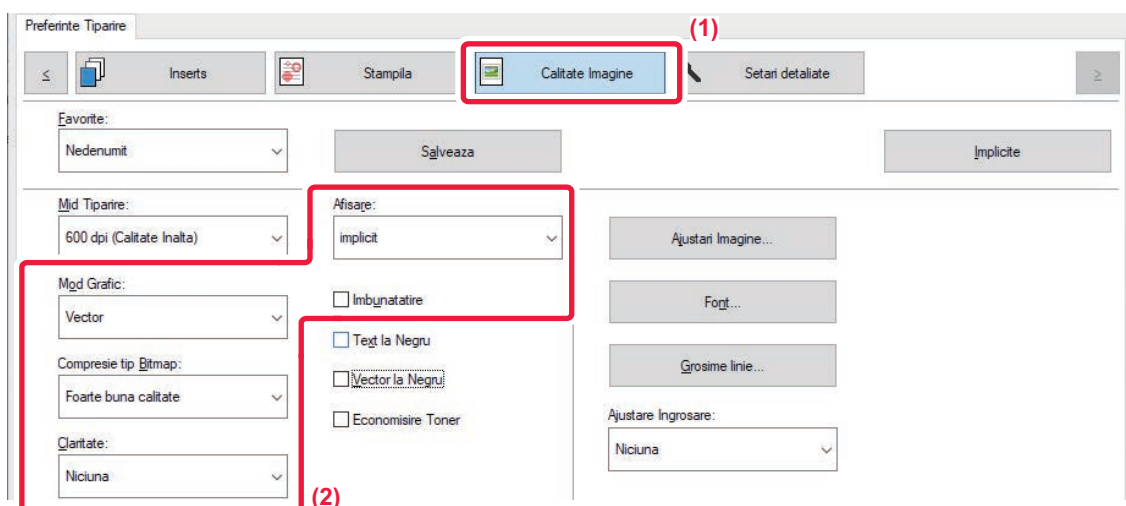 Preferinte Tiparire
(1)
≤
Inserts
Stampila
Calitate Imagine
Setari detaliate
≥
Favorite:
Nedenumit
Salveaza
Implicite
Mid Tiparire:
600 dpi (Calitate Inalta)
Afisare:
implicit
Ajustari Imagine...
Mod Grafic:
Vector
Imbunatatire
Font...
Text la Negru
Compresie tip Bitmap:
Foarte buna calitate
Vector la Negru
Grosime linie...
Economisire Toner
Ajustare Ingrosare:
Niciuna
Claritate:
Niciuna
(2)